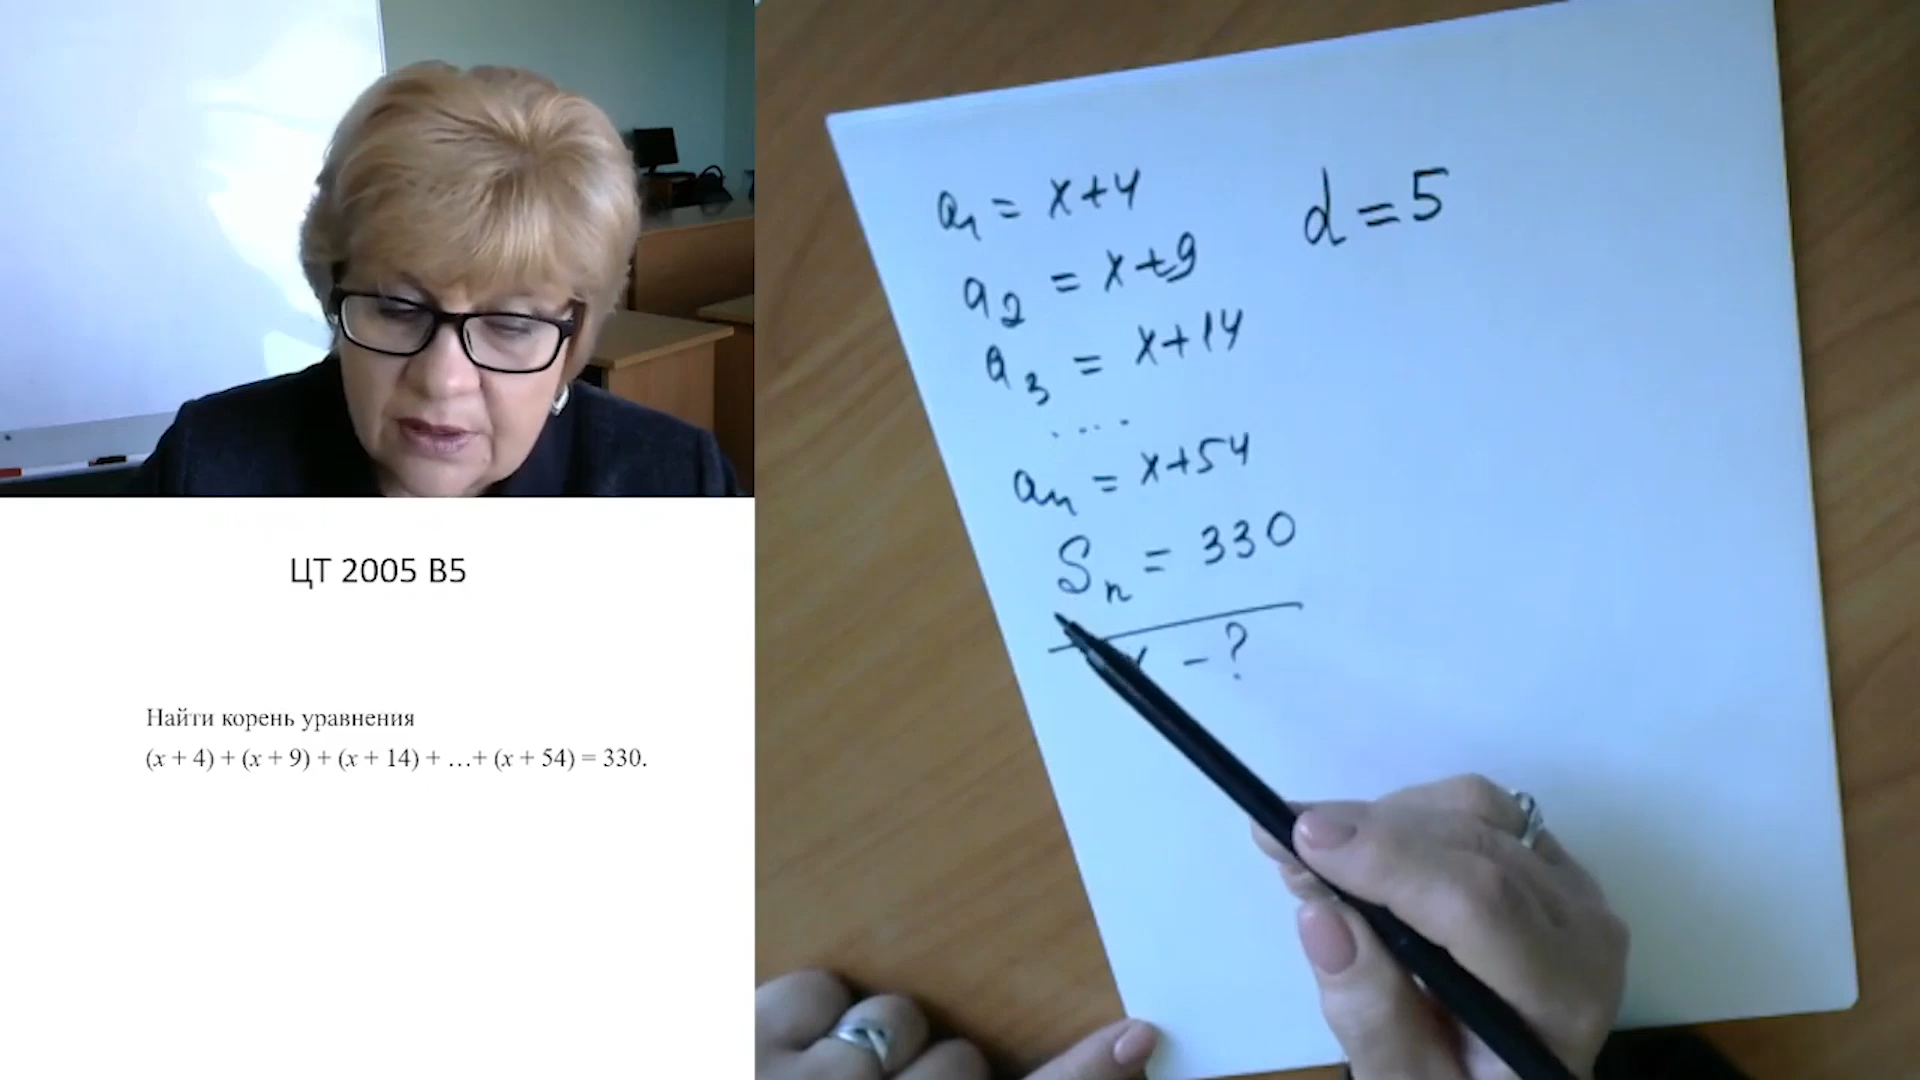 ЦТ 2005 В5
Найти корень уравнения
(x + 4) + (x + 9) + (x + 14) + …+ (x + 54) = 330.
a₁ = x+4
d = 5
a₂ = x+9
a₃ = x+14
....
aₙ = x+54
Sₙ = 330
x - ?